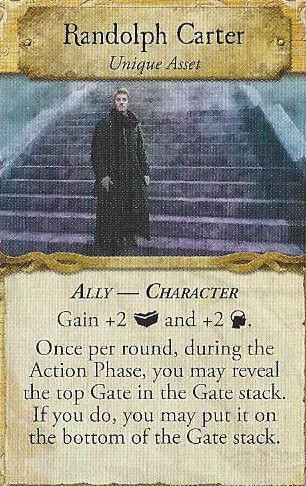 Randolph Carter
Unique Asset
Ally — Character
Gain +2 and +2 .
Once per round, during the
Action Phase, you may reveal
the top Gate in the Gate stack.
If you do, you may put it on
the bottom of the Gate stack.